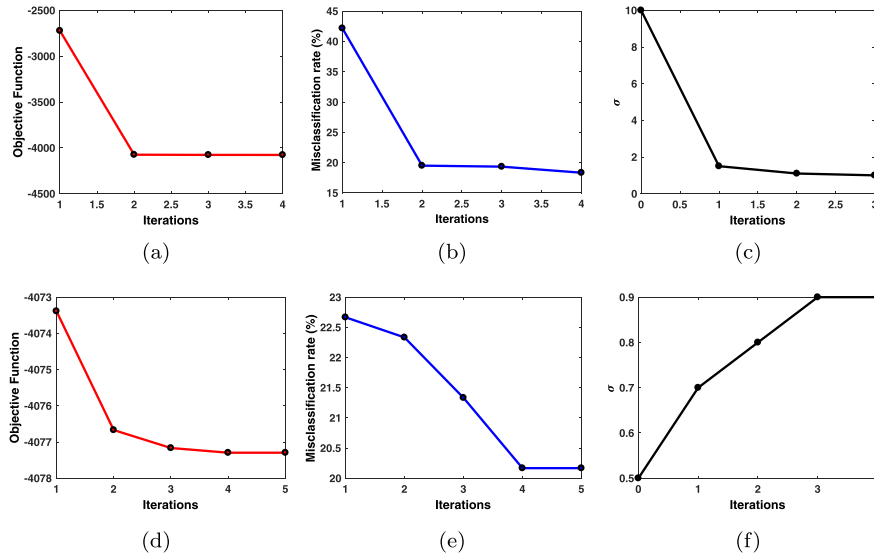 -2500
-3000
-3500
-4000
-4500
Objective Function
1 1.5 2 2.5 3 3.5 4
Iterations
(a)
45
40
35
30
25
20
15
Misclassification rate (%)
1 1.5 2 2.5 3 3.5 4
Iterations
(b)
10
8
6
4
2
0
σ
0 0.5 1 1.5 2 2.5 3
Iterations
(c)
-4073
-4074
-4075
-4076
-4077
-4078
Objective Function
1 2 3 4 5
Iterations
(d)
23
22.5
22
21.5
21
20.5
20
Misclassification rate (%)
1 2 3 4 5
Iterations
(e)
0.9
0.8
0.7
0.6
0.5
σ
0 1 2 3
Iterations
(f)